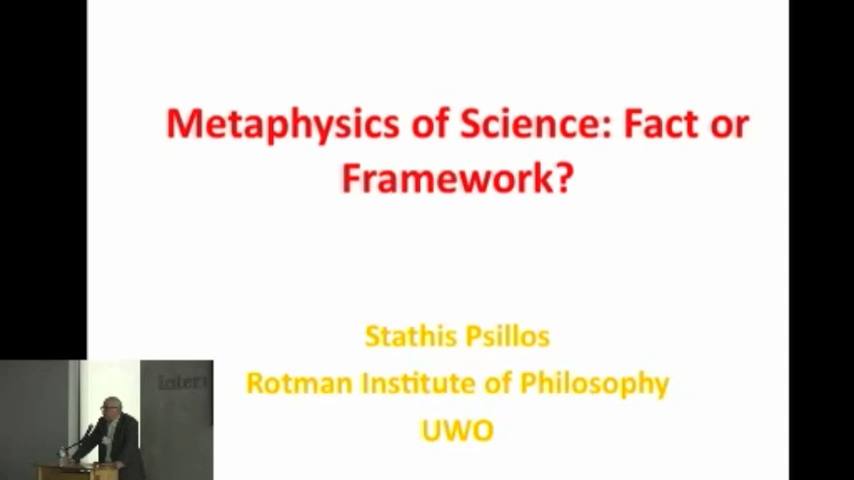 Metaphysics of Science: Fact or
Framework?
Stathis Psillos
Rotman Institute of Philosophy
UWO